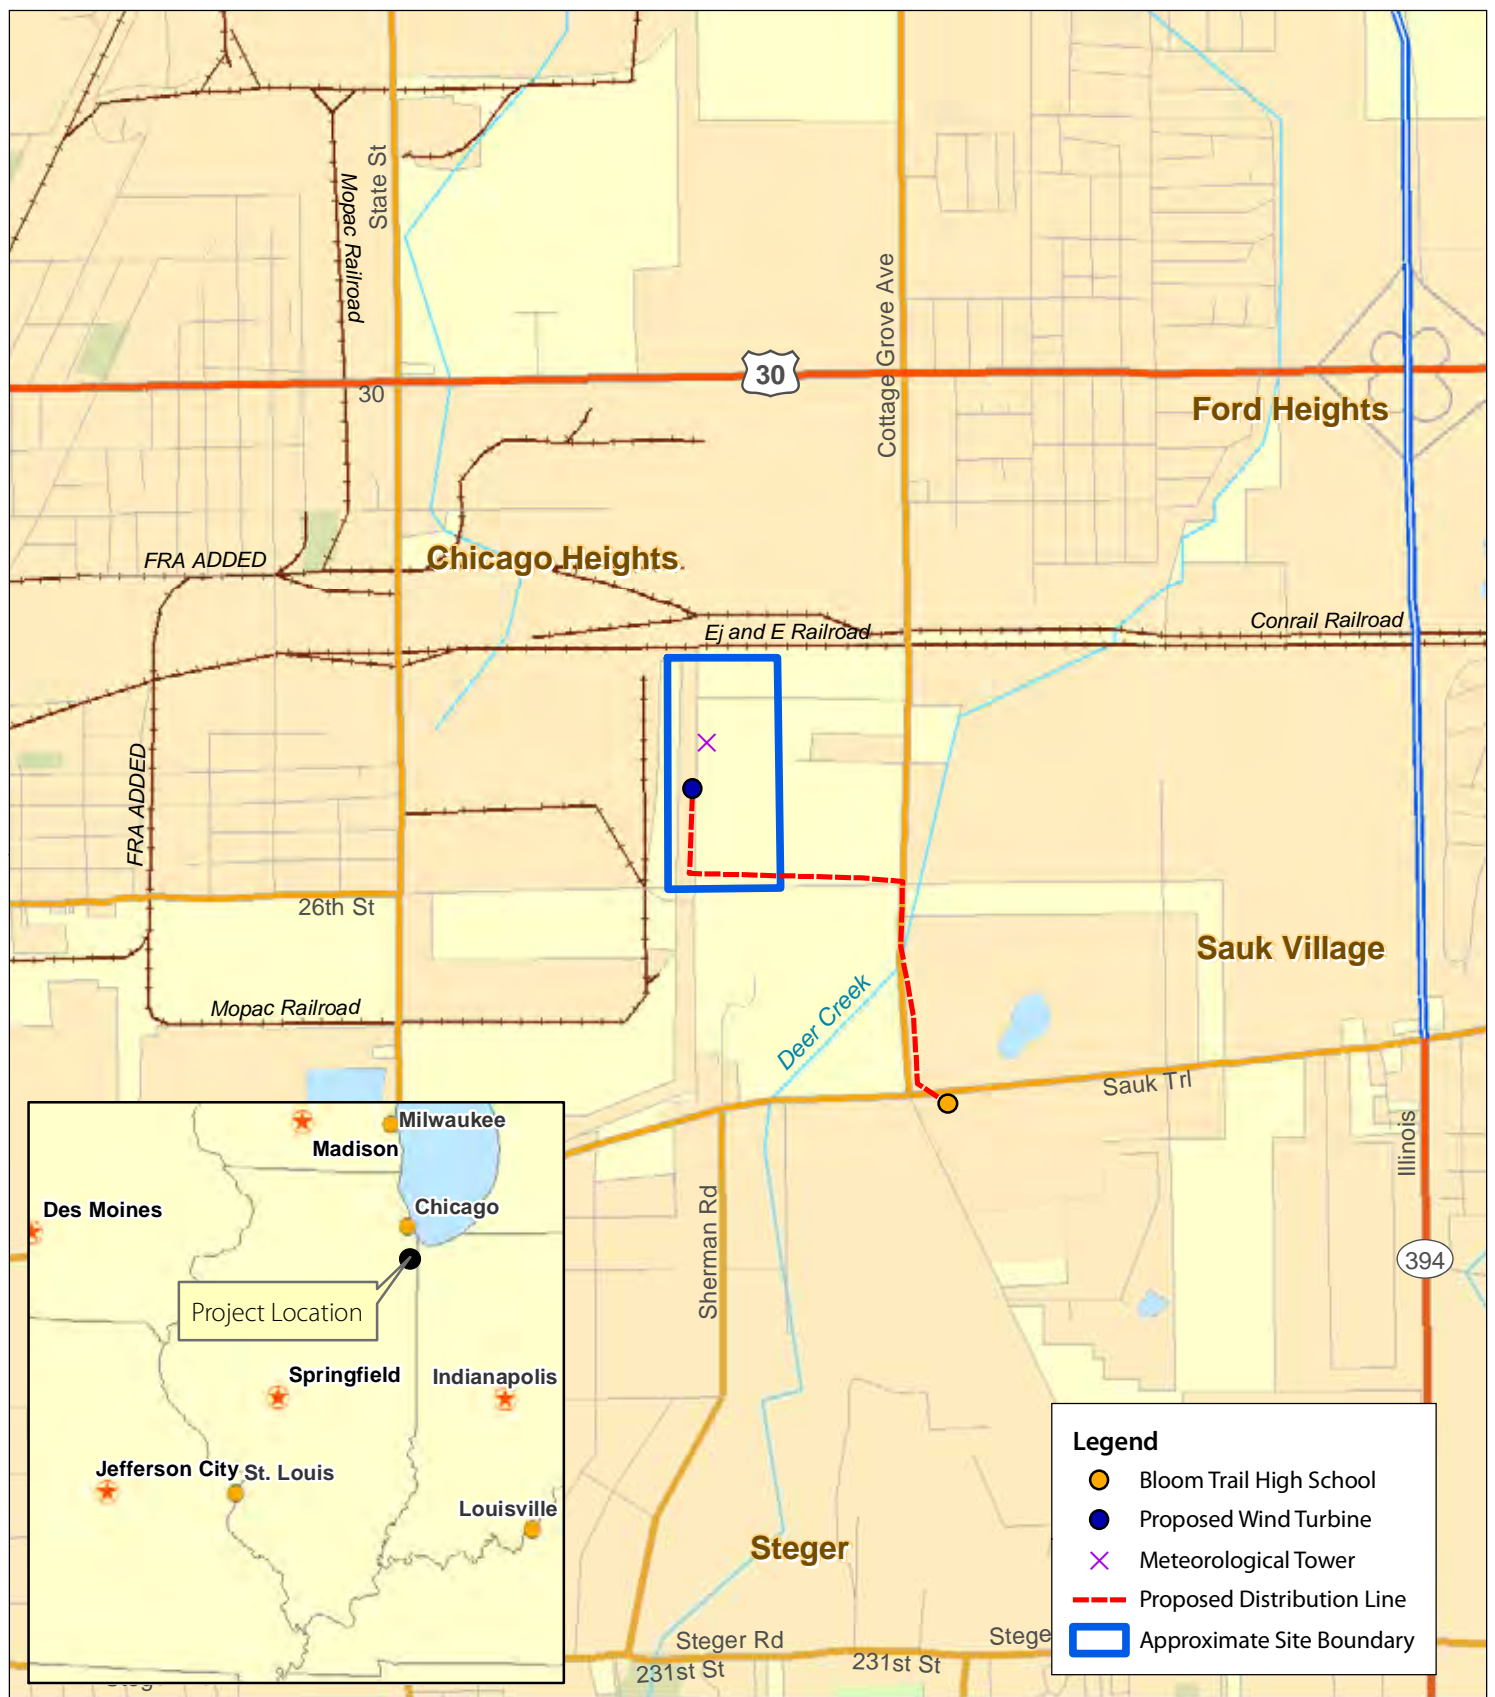 State St
Mopac Railroad
Cottage Grove Ave
30
30
Ford Heights
FRA ADDED
Chicago Heights
Ej and E Railroad
Conrail Railroad
FRA ADDED
26th St
Sauk Village
Mopac Railroad
Deer Creek
Sauk Trl
Illinois
394
Sherman Rd
Milwaukee
Madison
Des Moines
Chicago
Project Location
Springfield
Indianapolis
Jefferson City
St. Louis
Louisville
Steger
Steger Rd
231st St
231st St
Stege
Legend
Bloom Trail High School
Proposed Wind Turbine
Meteorological Tower
Proposed Distribution Line
Approximate Site Boundary